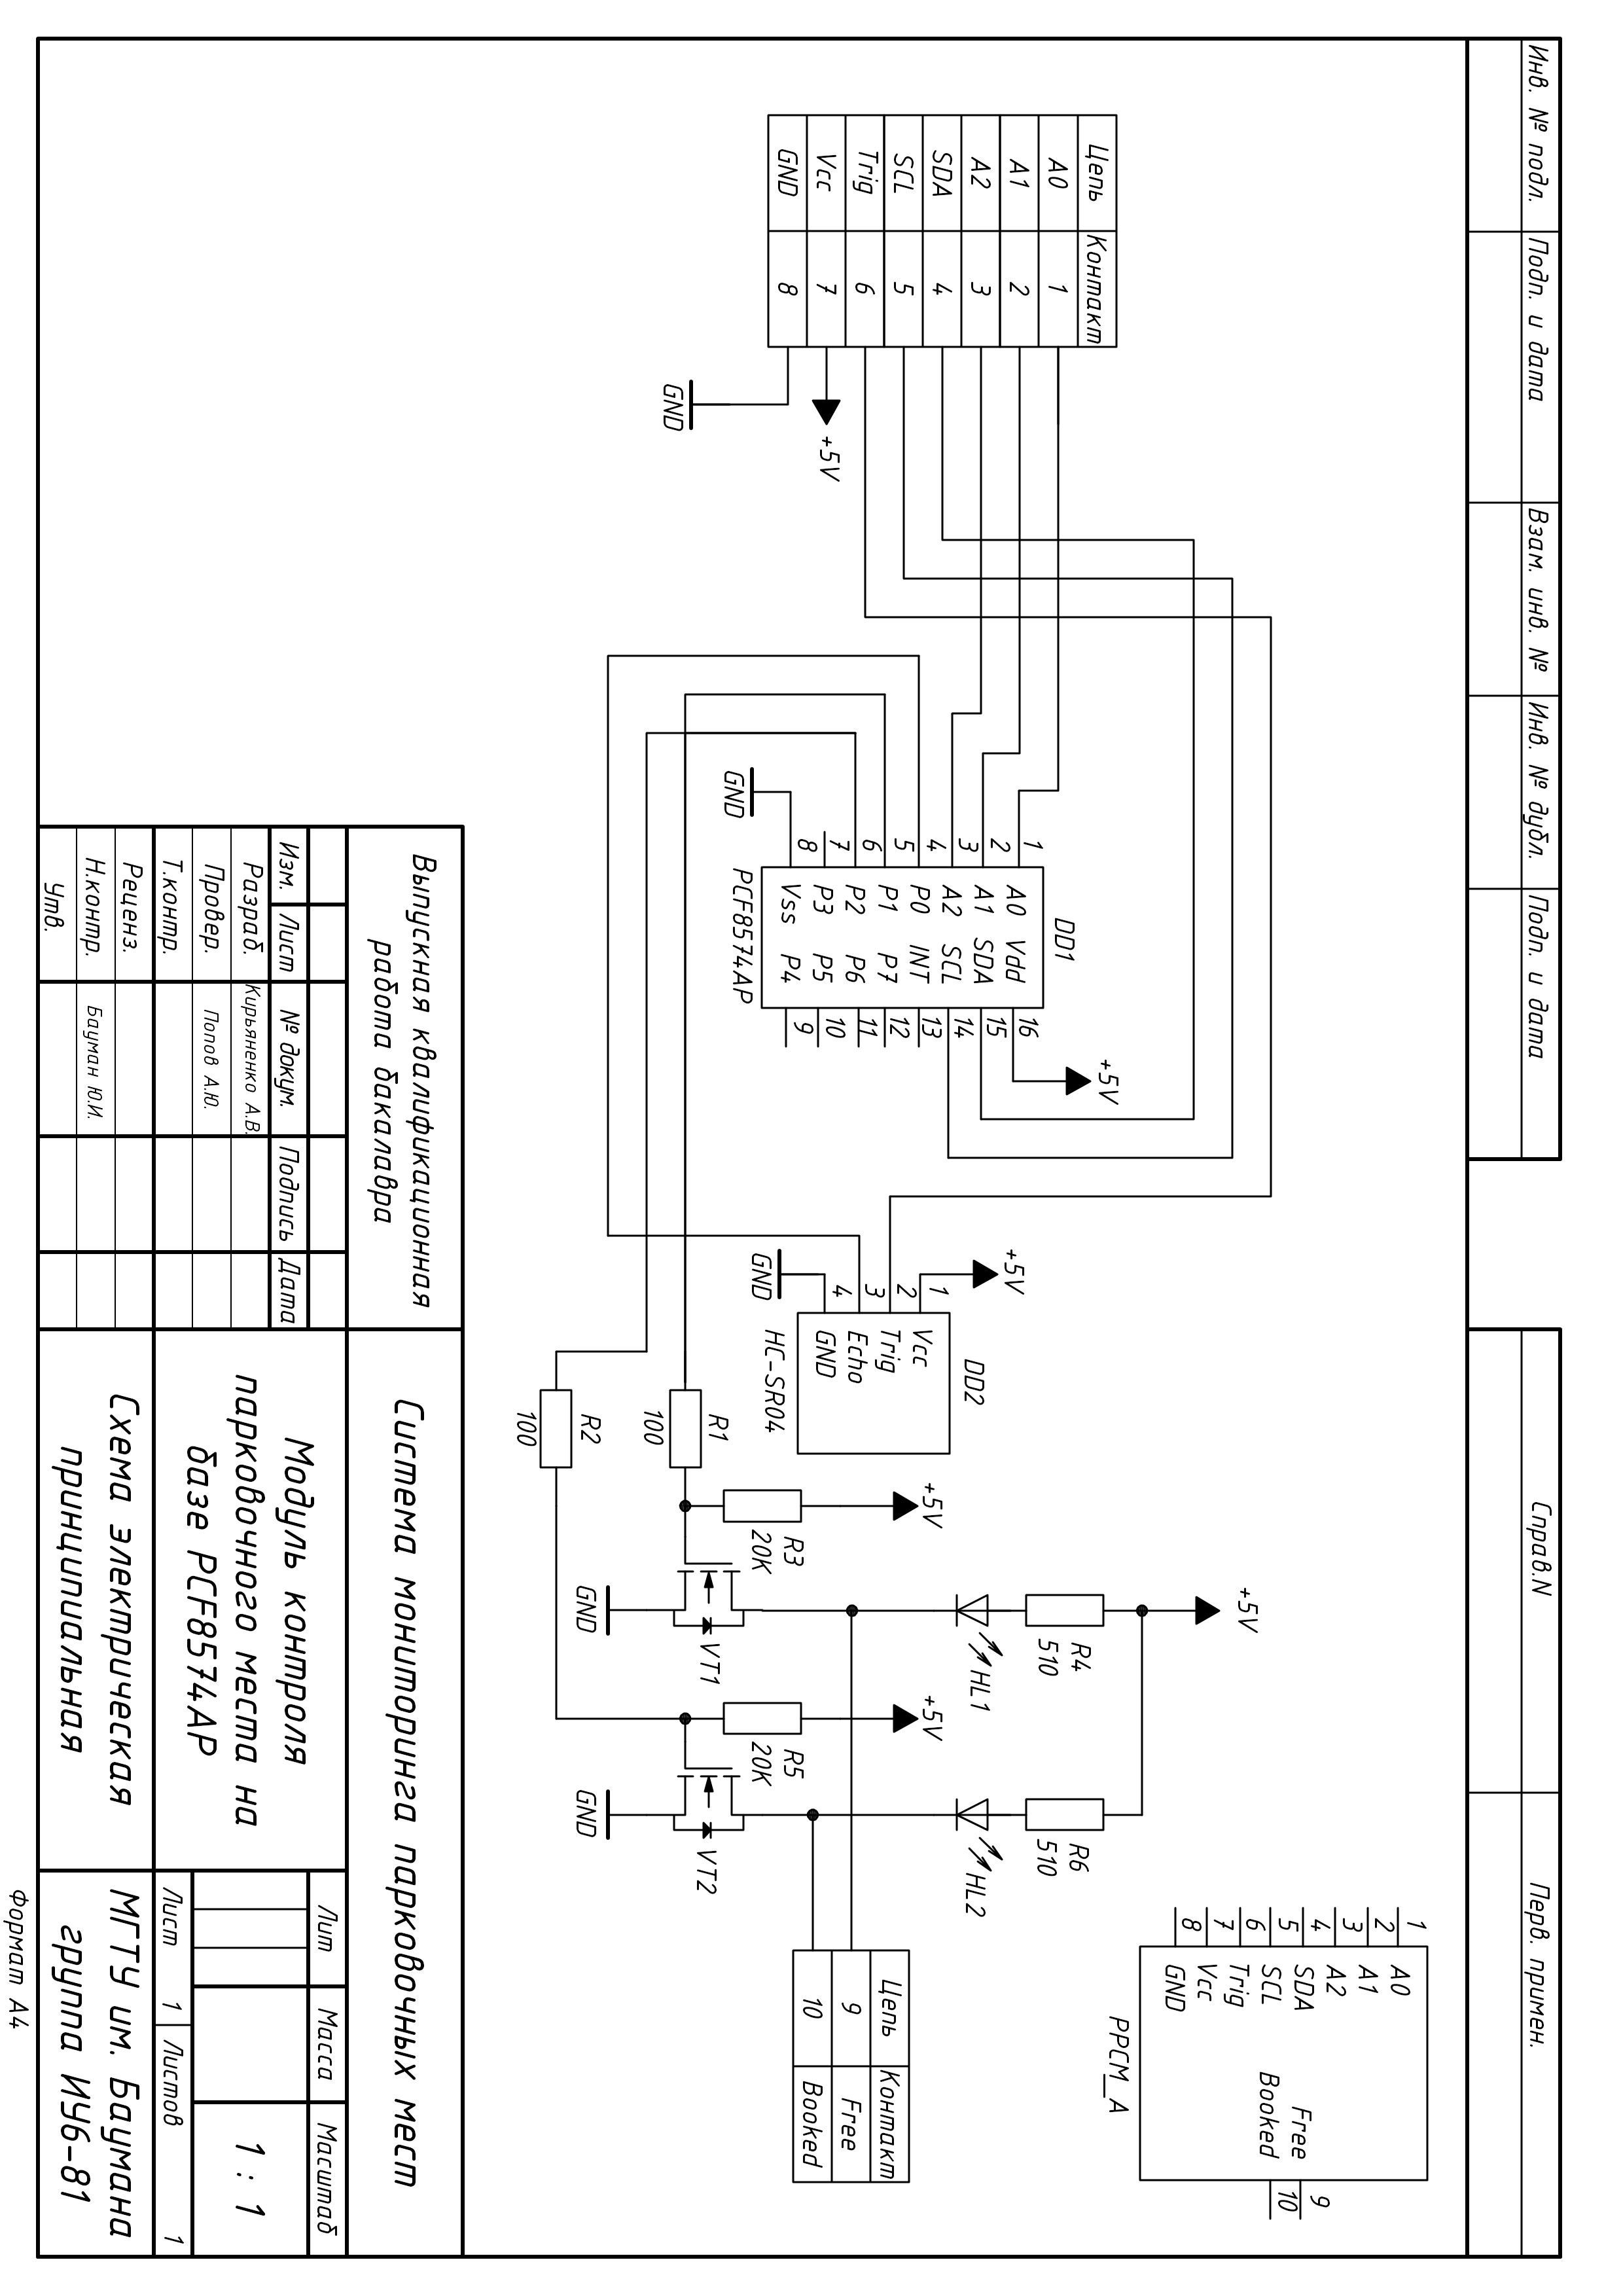 Инв. № подл. Подп. и дата Взам. инв. № Инв. № дубл. Подп. и дата
Справ.N Перв. примен.
1 A0
2 A1
3 A2
4 SDA
5 SCL
6 Trig
7 Vcc
8 GND
Free 9
Booked 10
PPCM_A
Цепь Контакт
A0 1
A1 2
A2 3
SDA 4
SCL 5
Trig 6
Vcc 7
GND 8
+5V
GND
DD1
+5V
1 A0 Vdd 16
2 A1 SDA 15
3 A2 SCL 14
4 P0 INT 13
5 P1 P7 12
6 P2 P6 11
7 P3 P5 10
8 Vss P4 9
GND
PCF8574AP
+5V
DD2
1 Vcc
2 Trig
3 Echo
4 GND
GND
HC-SR04
+5V
R4
510
R6
510
HL1
HL2
+5V
+5V
R3
20K
R5
20K
VT1
VT2
R1
100
R2
100
GND
GND
Цепь Контакт
9 Free
10 Booked
Выпускная квалификационная
работа бакалавра
Система мониторинга парковочных мест
Изм. Лист № докум. Подпись Дата
Разраб. Кирьяненко А.В.
Провер. Попов А.Ю.
Т.контр.
Реценз.
Н.контр. Бауман Ю.И.
Утв.
Модуль контроля
парковочного места на
базе PCF8574AP
Схема электрическая
принципиальная
Лит Масса Масштаб
1 : 1
Лист 1 Листов 1
МГТУ им. Баумана
группа ИУ6-81
Формат А4